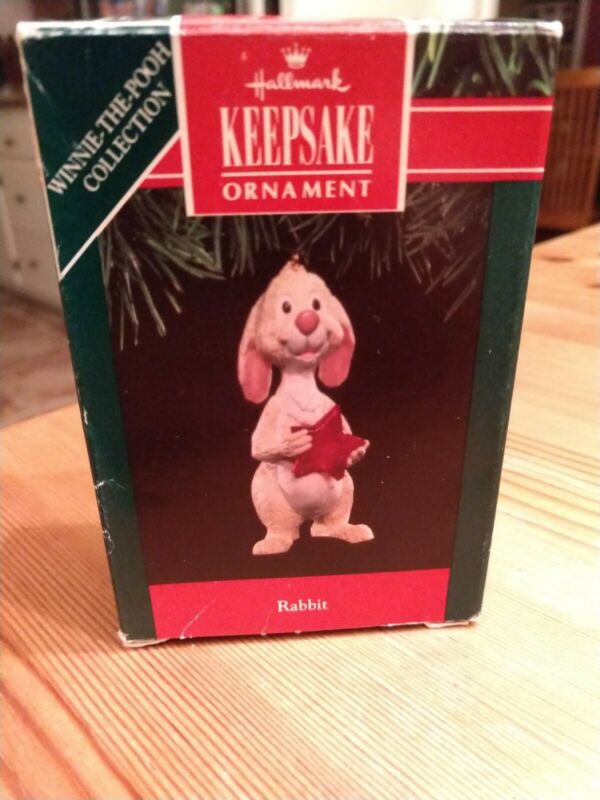 WINNIE-THE-POOH
COLLECTION
Hallmark
KEEPSAKE
ORNAMENT
Rabbit